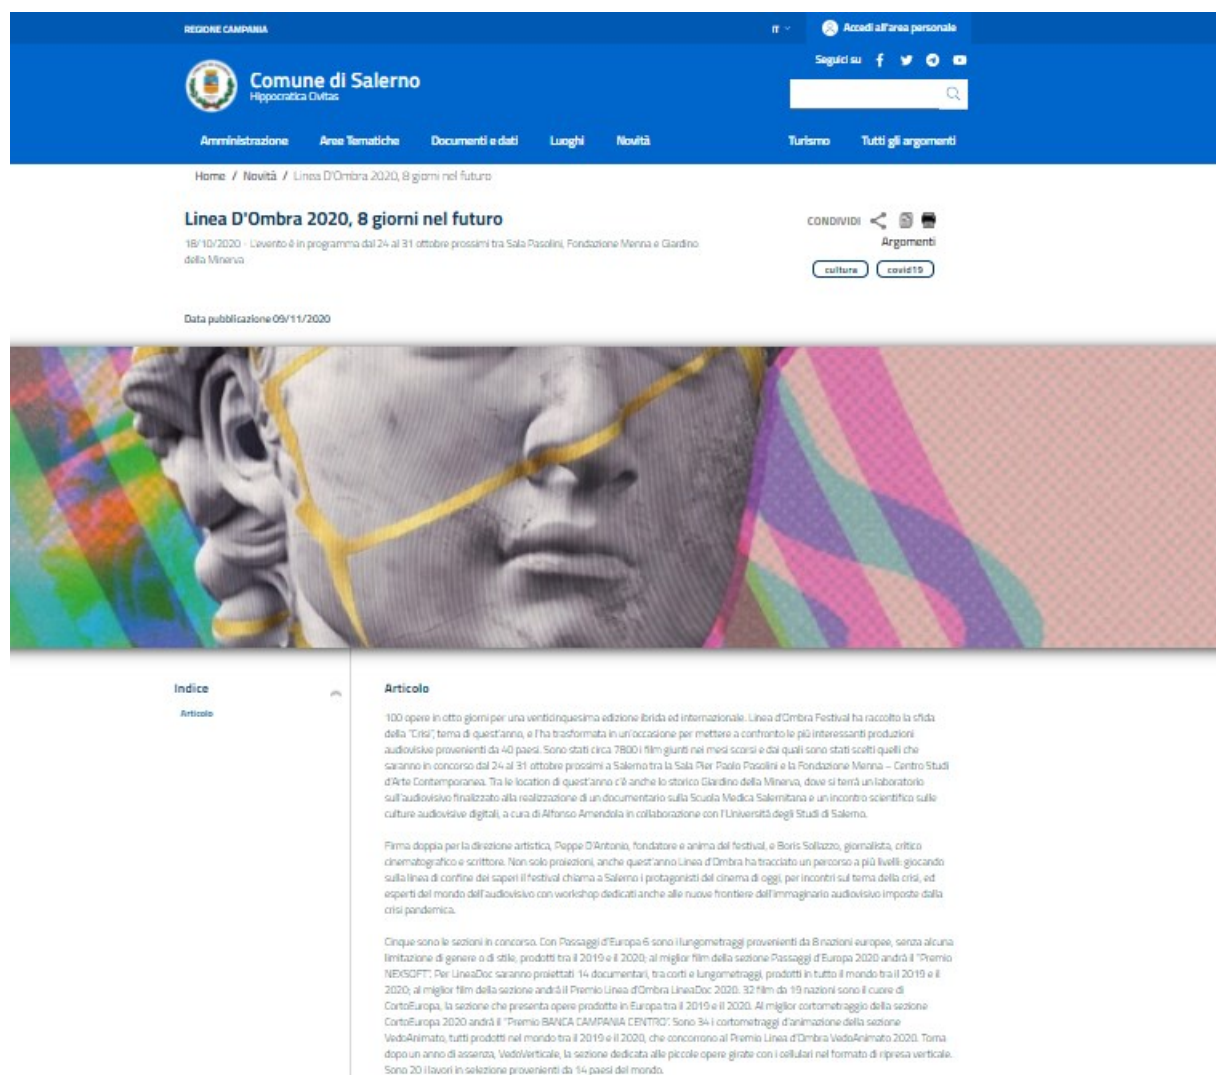 REGIONE CAMPANIA
IT
Accedi all'area personale
Seguici su
Comune di Salerno
Hippocratica Civitas
Amministrazione
Aree Tematiche
Documenti e dati
Luoghi
Novità
Turismo
Tutti gli argomenti
Home / Novità / Linea D'Ombra 2020, 8 giorni nel futuro
Linea D'Ombra 2020, 8 giorni nel futuro
CONDIVIDI
18/10/2020 - L'evento è in programma dal 24 al 31 ottobre prossimi tra Sala Pasolini, Fondazione Menna e Giardino
della Minerva
Argomenti
cultura
covid19
Data pubblicazione 09/11/2020
Indice
Articolo
Articolo
100 opere in otto giorni per una venticinquesima edizione ibrida ed internazionale. Linea d'Ombra Festival ha raccolto la sfida
della "Crisi", tema di quest'anno, e l'ha trasformata in un'occasione per mettere a confronto le più interessanti produzioni
audiovisive provenienti da 40 paesi. Sono stati circa 7800 i film giunti nei mesi scorsi e dai quali sono stati scelti quelli che
saranno in concorso dal 24 al 31 ottobre prossimi a Salerno tra la Sala Pier Paolo Pasolini e la Fondazione Menna – Centro Studi
d'Arte Contemporanea. Tra le location di quest'anno c'è anche lo storico Giardino della Minerva, dove si terrà un laboratorio
sull'audiovisivo finalizzato alla realizzazione di un documentario sulla Scuola Medica Salernitana e un incontro scientifico sulle
culture audiovisive digitali, a cura di Alfonso Amendola in collaborazione con l'Università degli Studi di Salerno.
Firma doppia per la direzione artistica, Peppe D'Antonio, fondatore e anima del festival, e Boris Sollazzo, giornalista, critico
cinematografico e scrittore. Non solo proiezioni, anche quest'anno Linea d'Ombra ha tracciato un percorso a più livelli: giocando
sulla linea di confine dei saperi il festival chiama a Salerno i protagonisti del cinema di oggi, per incontri sul tema della crisi, ed
esperti del mondo dell'audiovisivo con workshop dedicati anche alle nuove frontiere dell'immaginario audiovisivo imposte dalla
crisi pandemica.
Cinque sono le sezioni in concorso. Con Passaggi d'Europa 6 sono i lungometraggi provenienti da 8 nazioni europee, senza alcuna
limitazione di genere o di stile, prodotti tra il 2019 e il 2020; al miglior film della sezione Passaggi d'Europa 2020 andrà il "Premio
NEXSOFT". Per LineaDoc saranno proiettati 14 documentari, tra corti e lungometraggi, prodotti in tutto il mondo tra il 2019 e il
2020; al miglior film della sezione andrà il Premio Linea d'Ombra LineaDoc 2020. 32 film da 19 nazioni sono il cuore di
CortoEuropa, la sezione che presenta opere prodotte in Europa tra il 2019 e il 2020. Al miglior cortometraggio della sezione
CortoEuropa 2020 andrà il "Premio BANCA CAMPANIA CENTRO". Sono 34 i cortometraggi d'animazione della sezione
VedoAnimato, tutti prodotti nel mondo tra il 2019 e il 2020, che concorrono al Premio Linea d'Ombra VedoAnimato 2020. Torna
dopo un anno di assenza, VedoVerticale, la sezione dedicata alle piccole opere girate con i cellulari nel formato di ripresa verticale.
Sono 20 i lavori in selezione provenienti da 14 paesi del mondo.